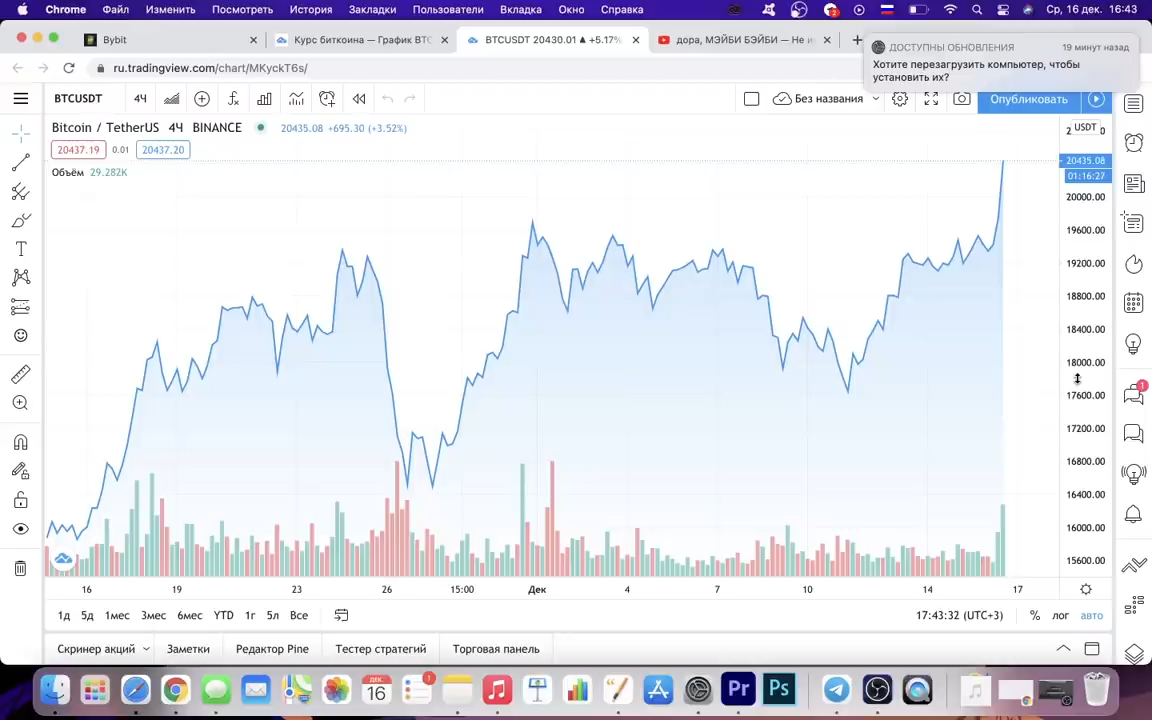 Chrome Файл Изменить Посмотреть История Закладки Пользователи Вкладка Окно Справка Ср, 16 дек. 16:43
Bybit
Курс биткоина — График BTC
BTCUSDT 20430.01 ▲ +5.17%
дора, МЭЙБИ БЭЙБИ — Не и
ru.tradingview.com/chart/MKyckT6s/
ДОСТУПНЫ ОБНОВЛЕНИЯ 19 минут назад
Хотите перезагрузить компьютер, чтобы
установить их?
BTCUSDT 4Ч Без названия Опубликовать
Bitcoin / TetherUS 4Ч BINANCE 20435.08 +695.30 (+3.52%)
20437.19 0.01 20437.20
Объём 29.282K
USDT
20435.08
01:16:27
20000.00
19600.00
19200.00
18800.00
18400.00
18000.00
17600.00
17200.00
16800.00
16400.00
16000.00
15600.00
1
16 19 23 26 15:00 Дек 4 7 10 14 17
1д 5д 1мес 3мес 6мес YTD 1г 5л Все 17:43:32 (UTC+3) % лог авто
Скринер акций Заметки Редактор Pine Тестер стратегий Торговая панель
ДЕК.
16
1
Pr
Ps